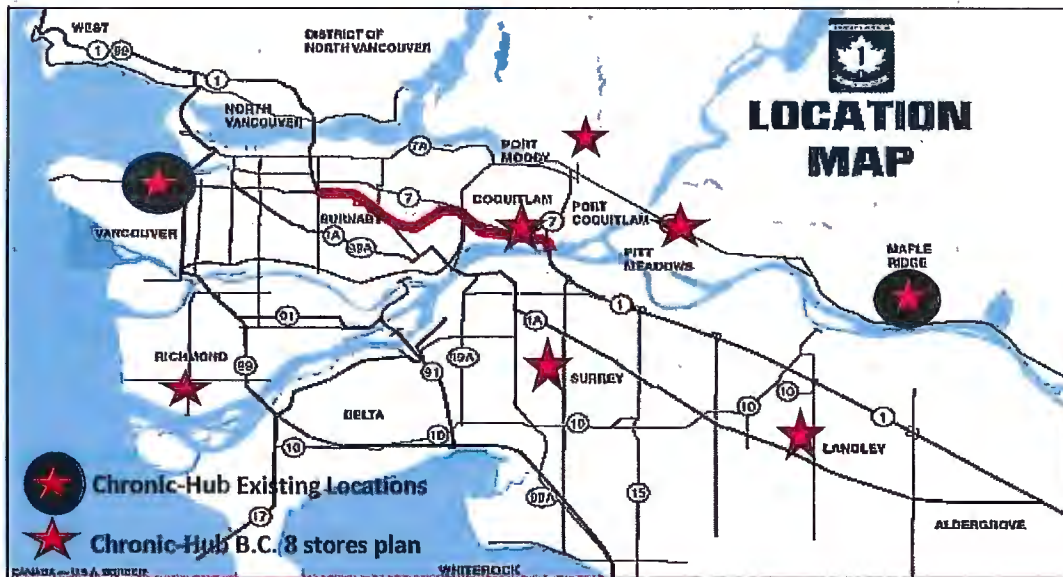 WEST
1
99
DISTRICT OF
NORTH VANCOUVER
1
1
LOCATION
MAP
NORTH
VANCOUVER
7A
PORT
MOODY
7
COQUITLAM
7
PORT
COQUITLAM
BURNABY
VANCOUVER
1A
99A
PITT
MEADOWS
MAPLE
RIDGE
1
91
1A
RICHMOND
99
99A
91
SURREY
10
10
DELTA
10
10
10
1
LANGLEY
Chronic-Hub Existing Locations
99A
15
17
ALDERGROVE
Chronic-Hub B.C. 8 stores plan
CANADA — U.S.A. BORDER
WHITEROCK